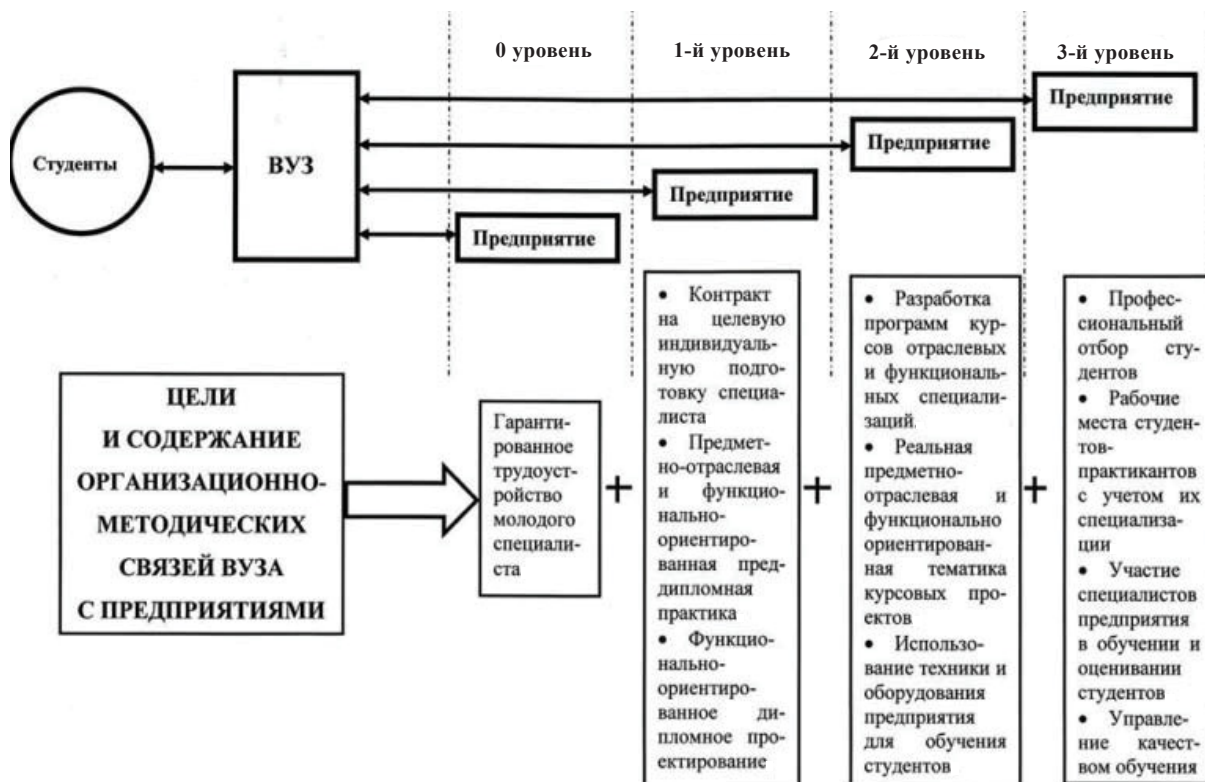 0 уровень
1-й уровень
2-й уровень
3-й уровень
Предприятие
Предприятие
Студенты
ВУЗ
Предприятие
Предприятие
ЦЕЛИ
И СОДЕРЖАНИЕ
ОРГАНИЗАЦИОННО-
МЕТОДИЧЕСКИХ
СВЯЗЕЙ ВУЗА
С ПРЕДПРИЯТИЯМИ
Гаранти-
рованное
трудоуст-
ройство
молодого
специали-
ста
+
• Контракт
на целевую
индивидуаль-
ную подго-
товку специа-
листа
• Предмет-
но-отраслевая
и функцио-
нально-
ориентиро-
ванная пред-
дипломная
практика
• Функцио-
нально-
ориентиро-
ванное ди-
пломное про-
ектирование
+
• Разработка
программ кур-
сов отраслевых
и функциональ-
ных специали-
заций.
• Реальная
предметно-
отраслевая и
функционально
ориентирован-
ная тематика
курсовых про-
ектов
• Использо-
вание техники и
оборудования
предприятия
для обучения
студентов
+
• Профес-
сиональный
отбор сту-
дентов
• Рабочие
места студен-
тов-
практикантов
с учетом их
специализа-
ции
• Участие
специалистов
предприятия
в обучении и
оценивании
студентов
• Управле-
ние качест-
вом обучения